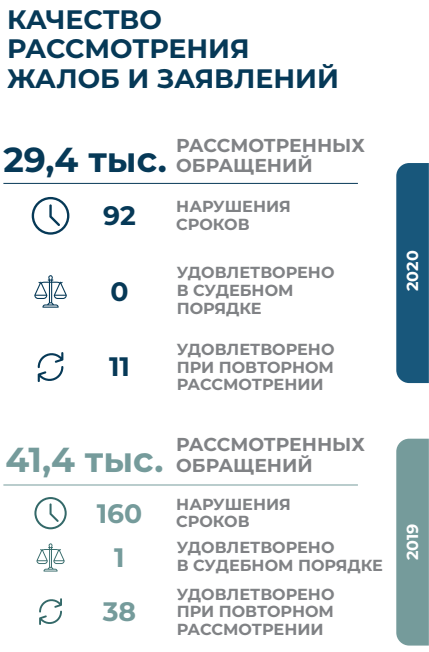 КАЧЕСТВО
РАССМОТРЕНИЯ
ЖАЛОБ И ЗАЯВЛЕНИЙ
29,4 тыс. РАССМОТРЕННЫХ
ОБРАЩЕНИЙ
92 НАРУШЕНИЯ
СРОКОВ
0 УДОВЛЕТВОРЕНО
В СУДЕБНОМ
ПОРЯДКЕ
11 УДОВЛЕТВОРЕНО
ПРИ ПОВТОРНОМ
РАССМОТРЕНИИ
2020
41,4 тыс. РАССМОТРЕННЫХ
ОБРАЩЕНИЙ
160 НАРУШЕНИЯ
СРОКОВ
1 УДОВЛЕТВОРЕНО
В СУДЕБНОМ ПОРЯДКЕ
38 УДОВЛЕТВОРЕНО
ПРИ ПОВТОРНОМ
РАССМОТРЕНИИ
2019